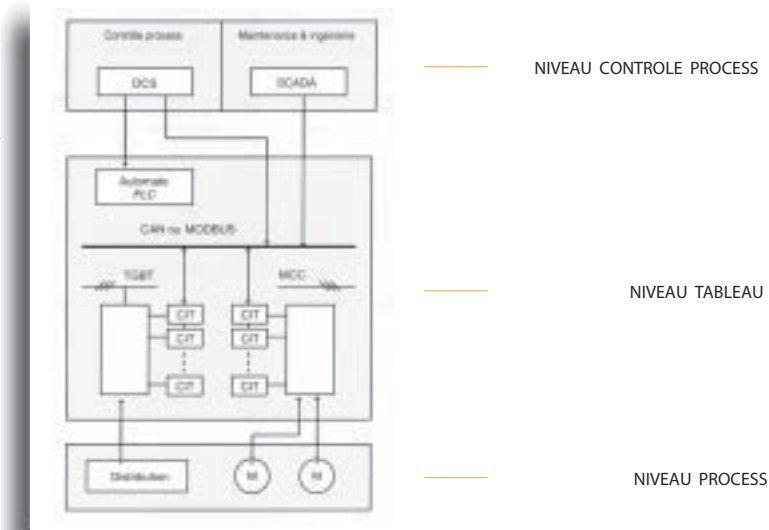 Contrôle process
Maintenance & ingénierie
DCS
SCADA
NIVEAU CONTROLE PROCESS
Automate
PLC
CAN ou MODBUS
TGBT
MCC
NIVEAU TABLEAU
CIT
CIT
CIT
CIT
CIT
CIT
Distribution
M
M
NIVEAU PROCESS